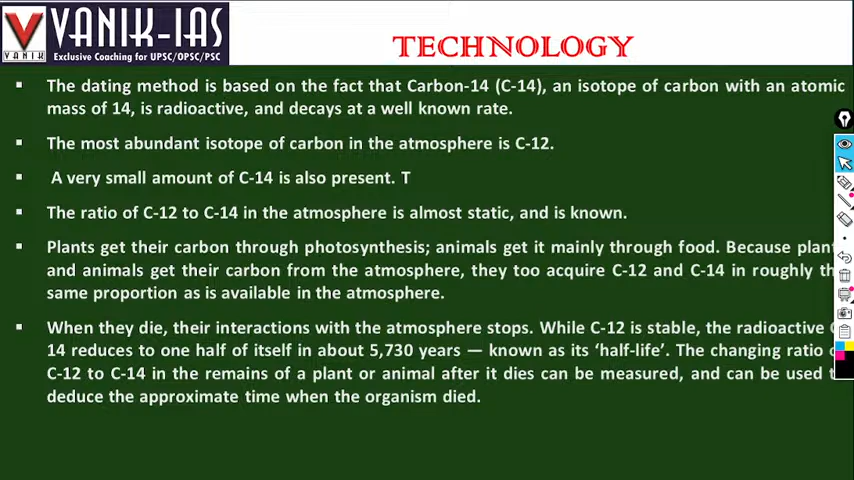 VANIK-IAS
VANIK
Exclusive Coaching for UPSC/OPSC/PSC
TECHNOLOGY
▪ The dating method is based on the fact that Carbon-14 (C-14), an isotope of carbon with an atomic
mass of 14, is radioactive, and decays at a well known rate.
▪ The most abundant isotope of carbon in the atmosphere is C-12.
▪ A very small amount of C-14 is also present. T
▪ The ratio of C-12 to C-14 in the atmosphere is almost static, and is known.
▪ Plants get their carbon through photosynthesis; animals get it mainly through food. Because plant
and animals get their carbon from the atmosphere, they too acquire C-12 and C-14 in roughly th
same proportion as is available in the atmosphere.
▪ When they die, their interactions with the atmosphere stops. While C-12 is stable, the radioactive
14 reduces to one half of itself in about 5,730 years — known as its ‘half-life’. The changing ratio
C-12 to C-14 in the remains of a plant or animal after it dies can be measured, and can be used
deduce the approximate time when the organism died.